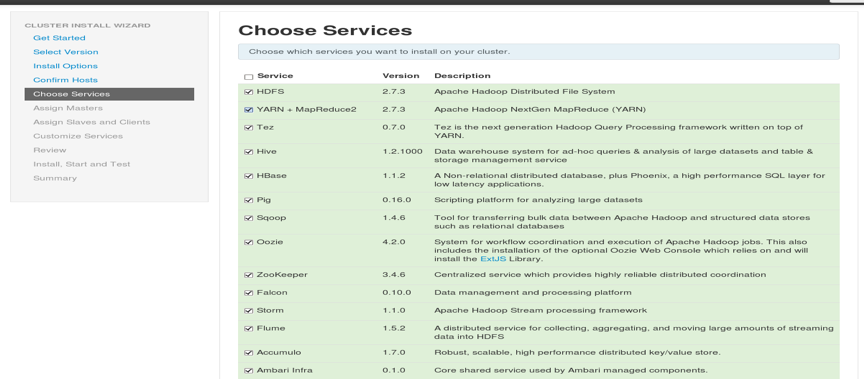 CLUSTER INSTALL WIZARD
Get Started
Select Version
Install Options
Confirm Hosts
Choose Services
Assign Masters
Assign Slaves and Clients
Customize Services
Review
Install, Start and Test
Summary
Choose Services
Choose which services you want to install on your cluster.
Service Version Description
HDFS 2.7.3 Apache Hadoop Distributed File System
YARN + MapReduce2 2.7.3 Apache Hadoop NextGen MapReduce (YARN)
Tez 0.7.0 Tez is the next generation Hadoop Query Processing framework written on top of
YARN.
Hive 1.2.1000 Data warehouse system for ad-hoc queries & analysis of large datasets and table &
storage management service
HBase 1.1.2 A Non-relational distributed database, plus Phoenix, a high performance SQL layer for
low latency applications.
Pig 0.16.0 Scripting platform for analyzing large datasets
Sqoop 1.4.6 Tool for transferring bulk data between Apache Hadoop and structured data stores
such as relational databases
Oozie 4.2.0 System for workflow coordination and execution of Apache Hadoop jobs. This also
includes the installation of the optional Oozie Web Console which relies on and will
install the ExtJS Library.
ZooKeeper 3.4.6 Centralized service which provides highly reliable distributed coordination
Falcon 0.10.0 Data management and processing platform
Storm 1.1.0 Apache Hadoop Stream processing framework
Flume 1.5.2 A distributed service for collecting, aggregating, and moving large amounts of streaming
data into HDFS
Accumulo 1.7.0 Robust, scalable, high performance distributed key/value store.
Ambari Infra 0.1.0 Core shared service used by Ambari managed components.